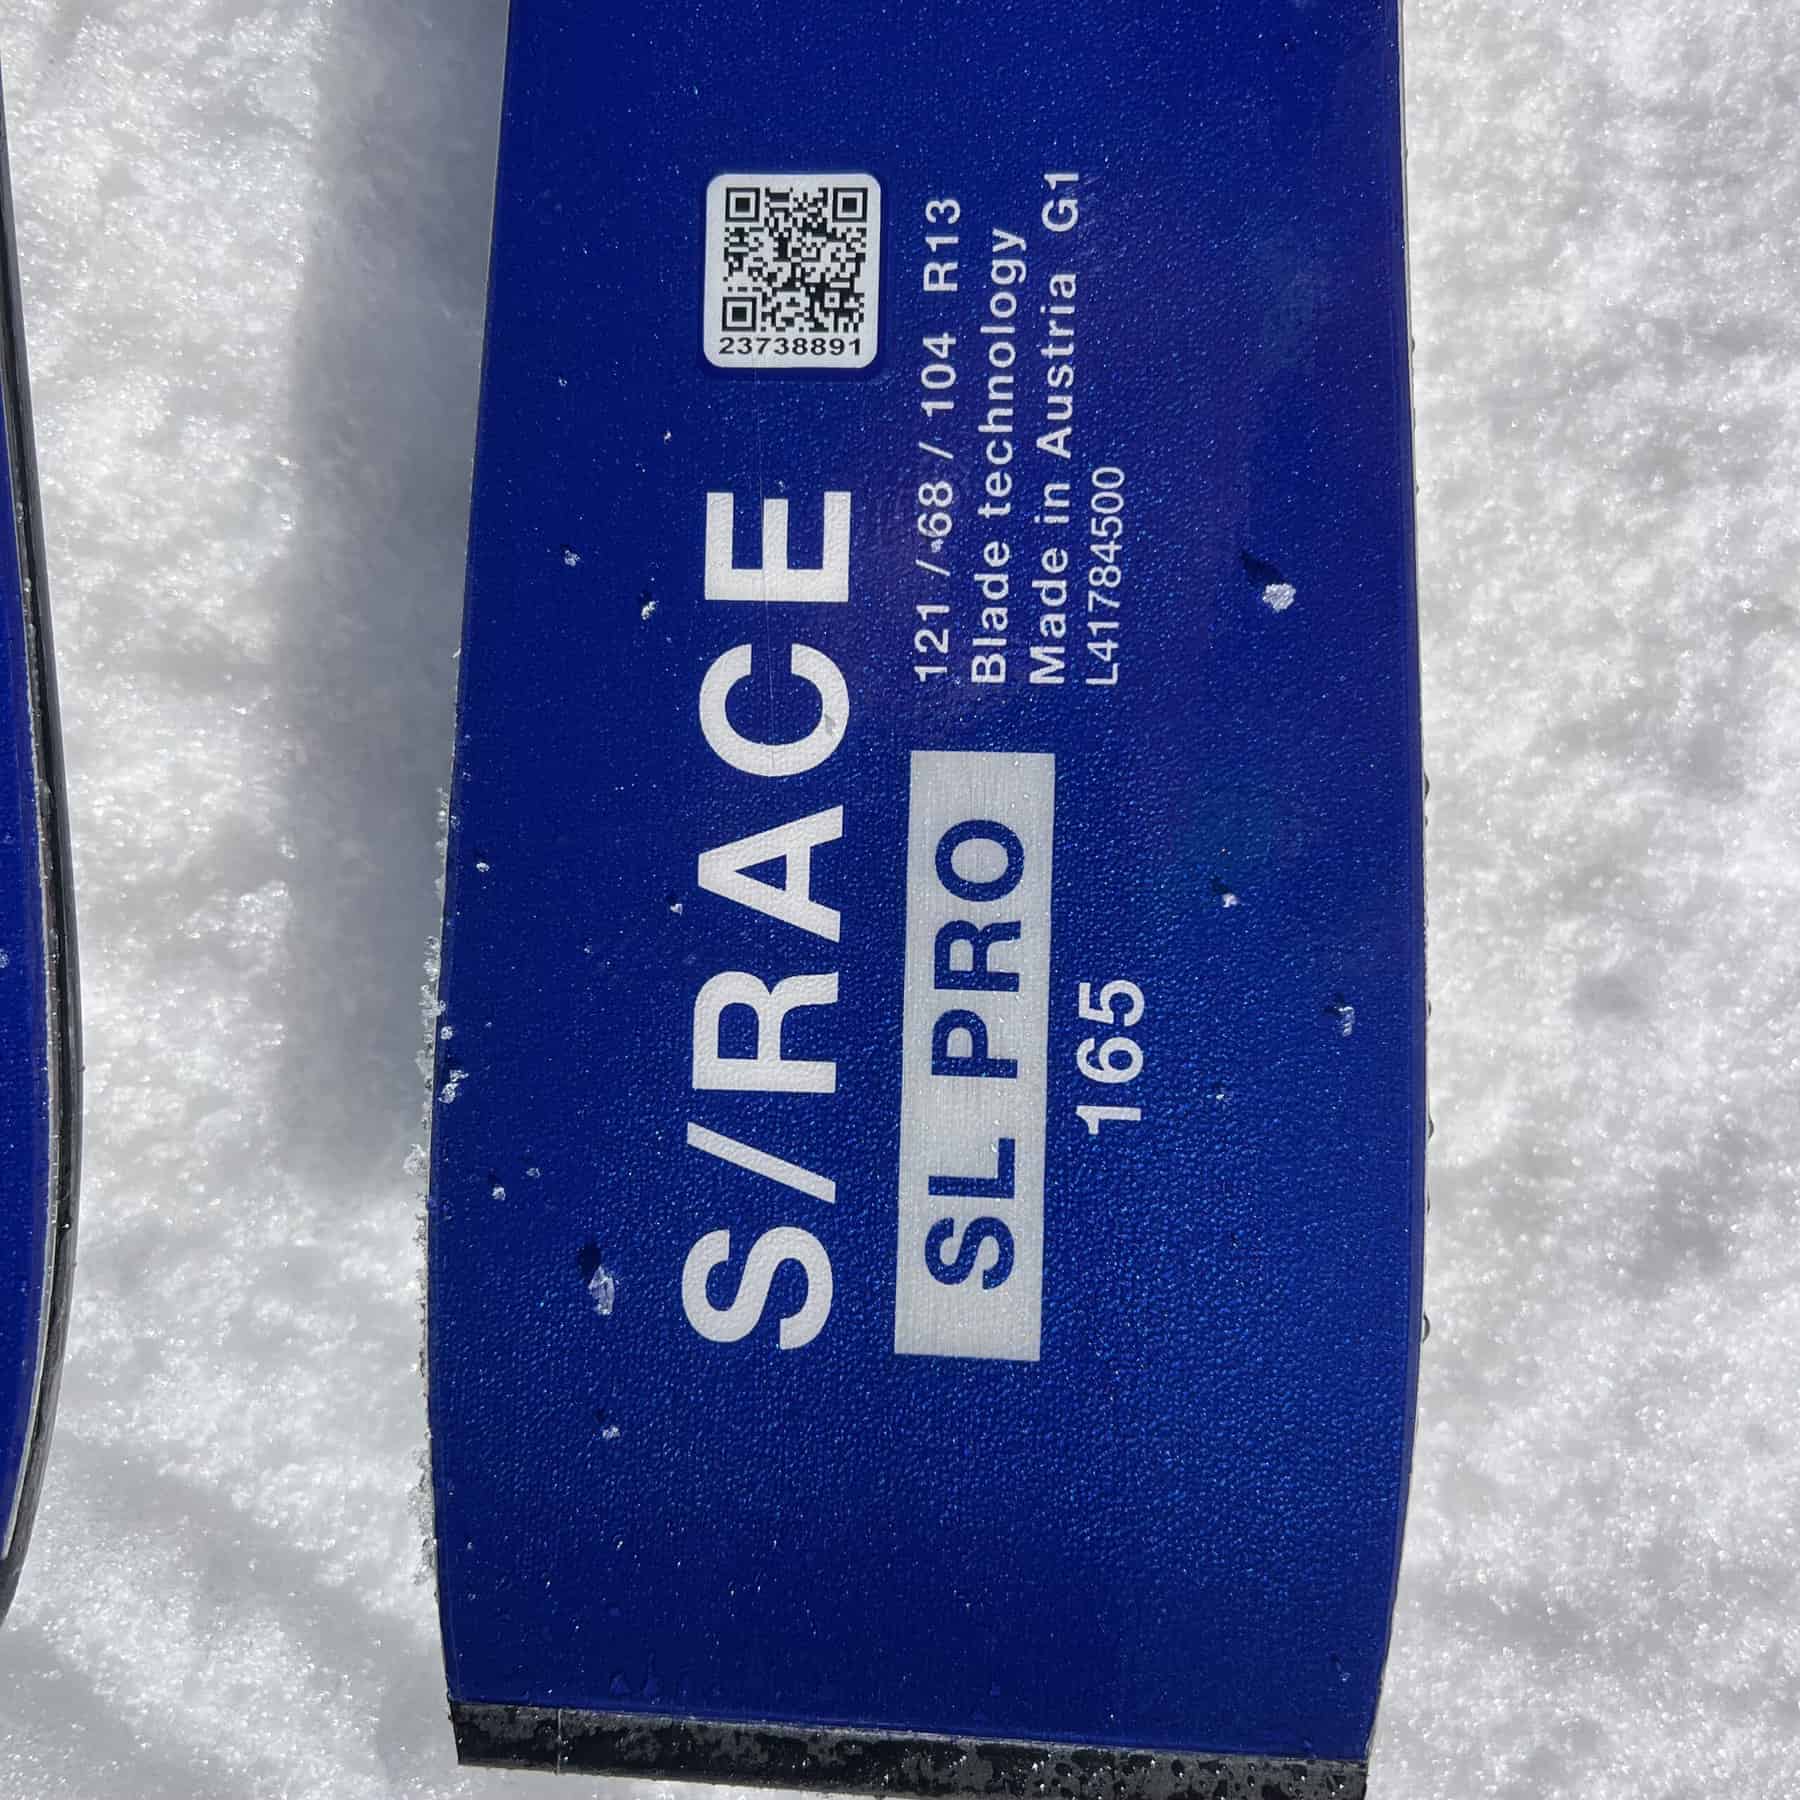 S/RACE
23738891
SL PRO
165
121 / 68 / 104 R13
Blade technology
Made in Austria G1
L41784500